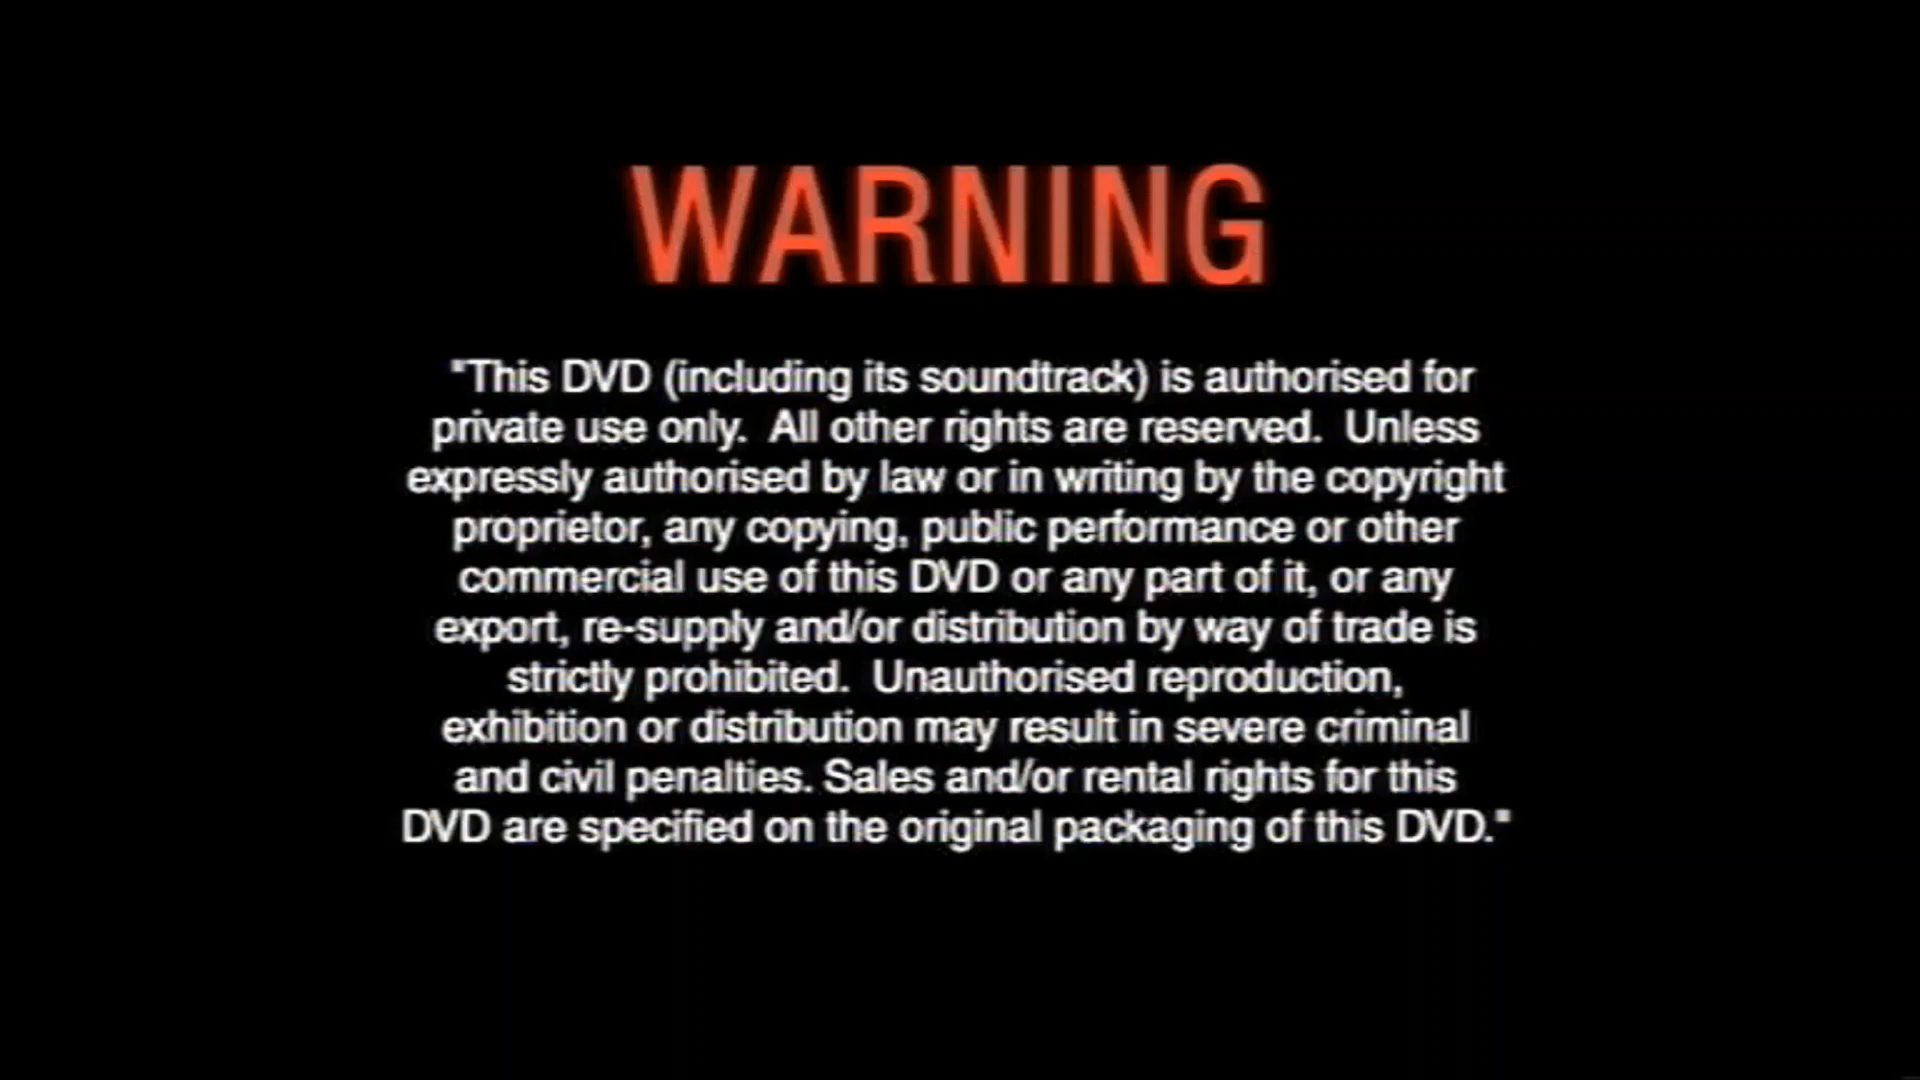 WARNING
"This DVD (including its soundtrack) is authorised for
private use only.  All other rights are reserved.  Unless
expressly authorised by law or in writing by the copyright
proprietor, any copying, public performance or other
commercial use of this DVD or any part of it, or any
export, re-supply and/or distribution by way of trade is
strictly prohibited.  Unauthorised reproduction,
exhibition or distribution may result in severe criminal
and civil penalties. Sales and/or rental rights for this
DVD are specified on the original packaging of this DVD."